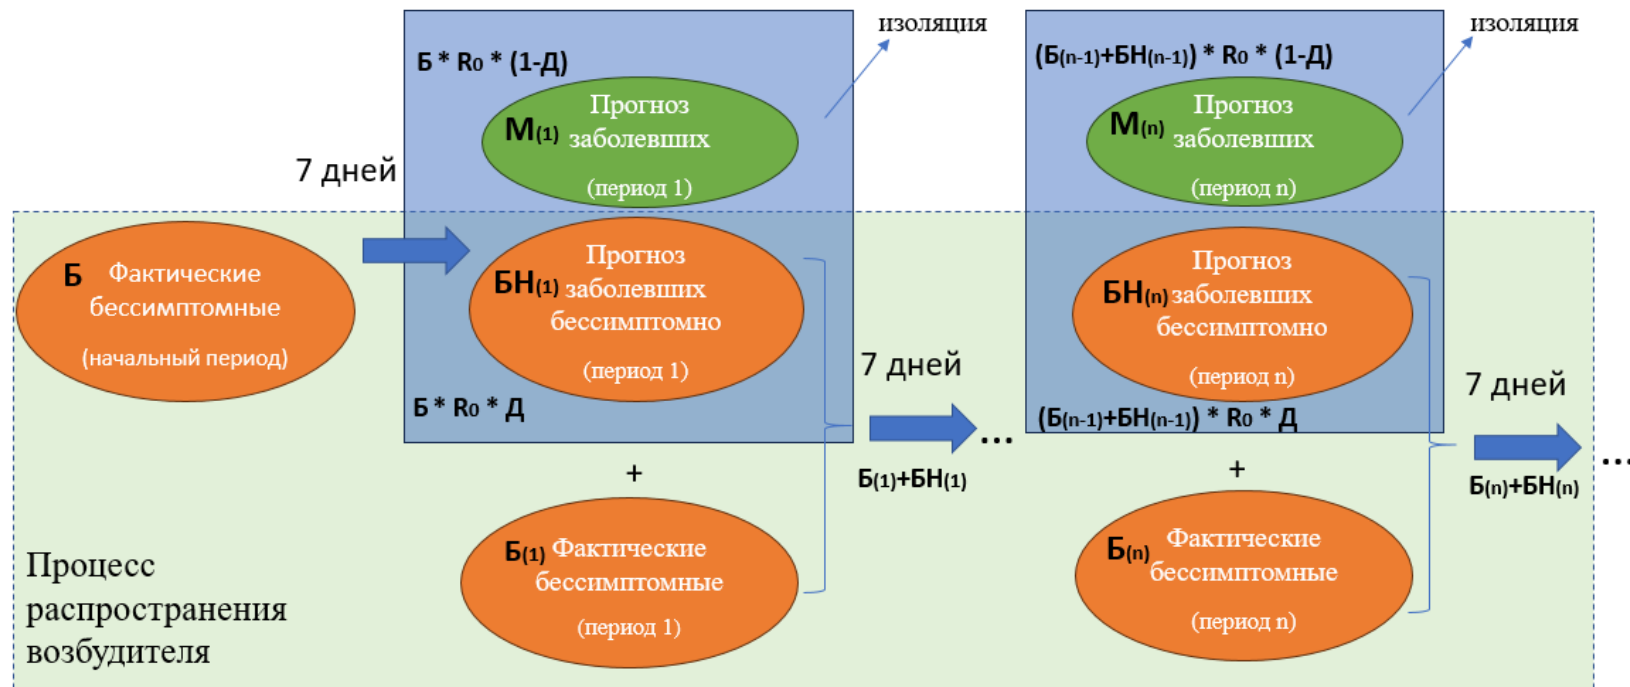 изоляция
Б * R0 * (1-Д)
М(1)
Прогноз
заболевших
(период 1)
7 дней
Б
Фактические
бессимптомные
(начальный период)
БН(1)
Прогноз
заболевших
бессимптомно
(период 1)
Б * R0 * Д
+
Б(1)
Фактические
бессимптомные
(период 1)
7 дней
...
Б(1)+БН(1)
изоляция
(Б(n-1)+БН(n-1)) * R0 * (1-Д)
М(n)
Прогноз
заболевших
(период n)
БН(n)
Прогноз
заболевших
бессимптомно
(период n)
(Б(n-1)+БН(n-1)) * R0 * Д
+
Б(n)
Фактические
бессимптомные
(период n)
7 дней
...
Б(n)+БН(n)
Процесс
распространения
возбудителя